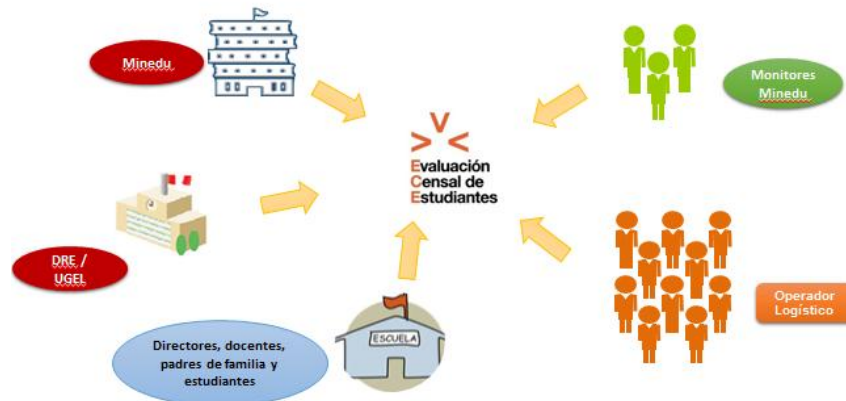 Minedu
Monitores
Minedu
Evaluación
Censal de
Estudiantes
DRE /
UGEL
Directores, docentes,
padres de familia y
estudiantes
ESCUELA
Operador
Logístico